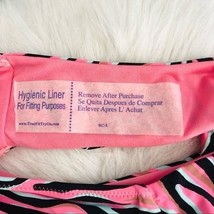 Hygienic Liner
For Fitting Purposes
Remove After Purchase
Se Quita Despues de Comprar
Enlever Apres L' Achat